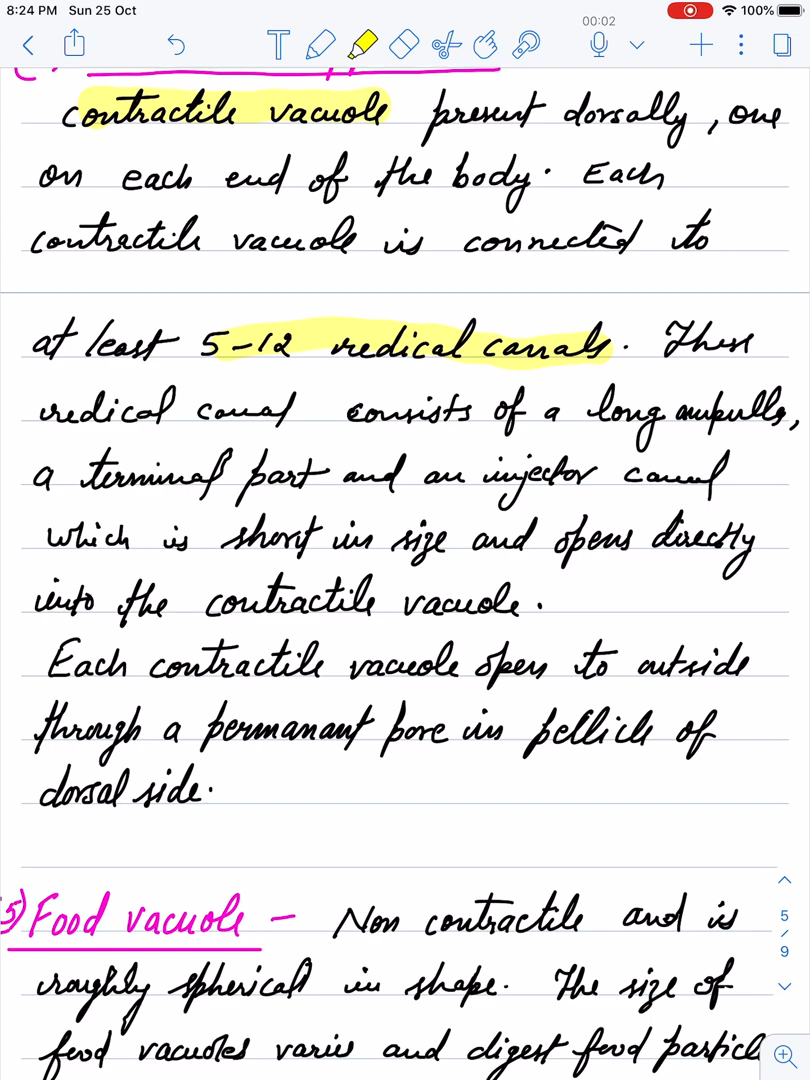 8:24 PM Sun 25 Oct 00:02 100%
contractile vacuole present dorsally, one
on each end of the body. Each
contractile vacuole is connected to
at least 5-12 redical canals. These
redical canal consists of a long ampulla,
a terminal part and an injector canal
which is short in size and opens directly
into the contractile vacuole.
Each contractile vacuole opens to outside
through a permanant pore in pellicle of
dorsal side.
5) Food vacuole - Non contractile and is
roughly spherical in shape. The size of
food vacuoles varies and digest food particle
5
/
9